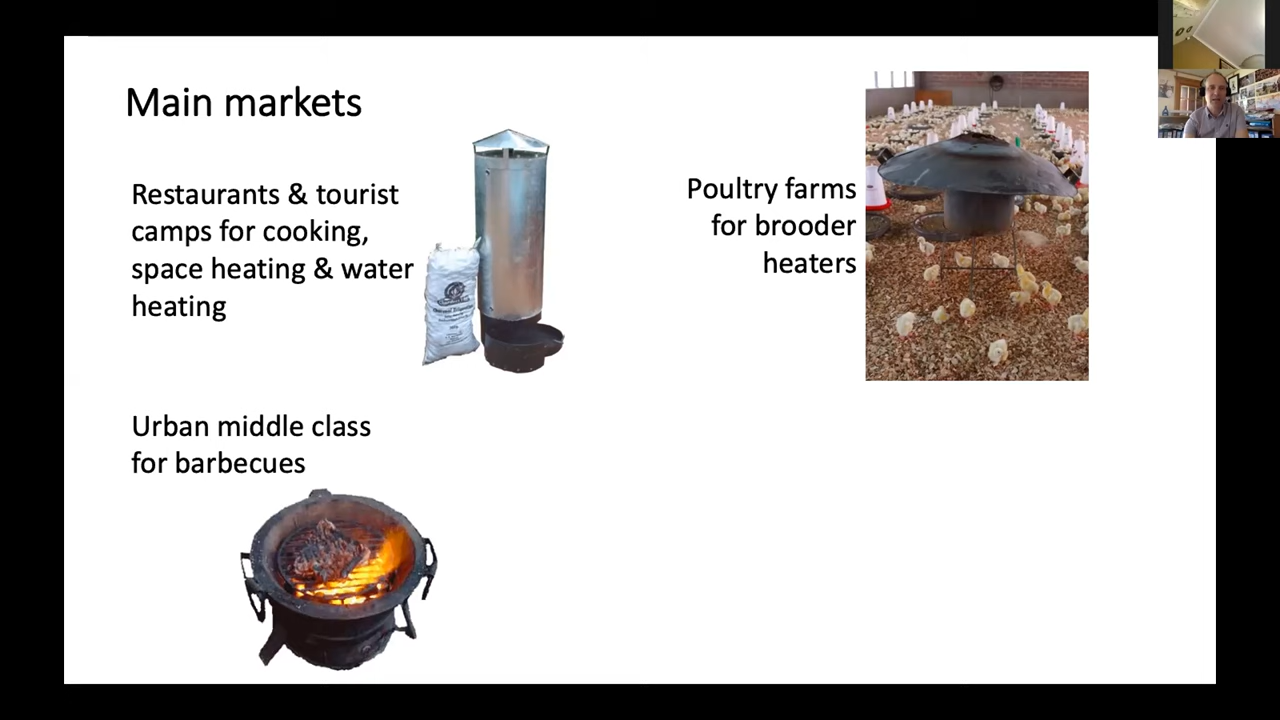 Main markets
Restaurants & tourist
camps for cooking,
space heating & water
heating
Poultry farms
for brooder
heaters
Urban middle class
for barbecues